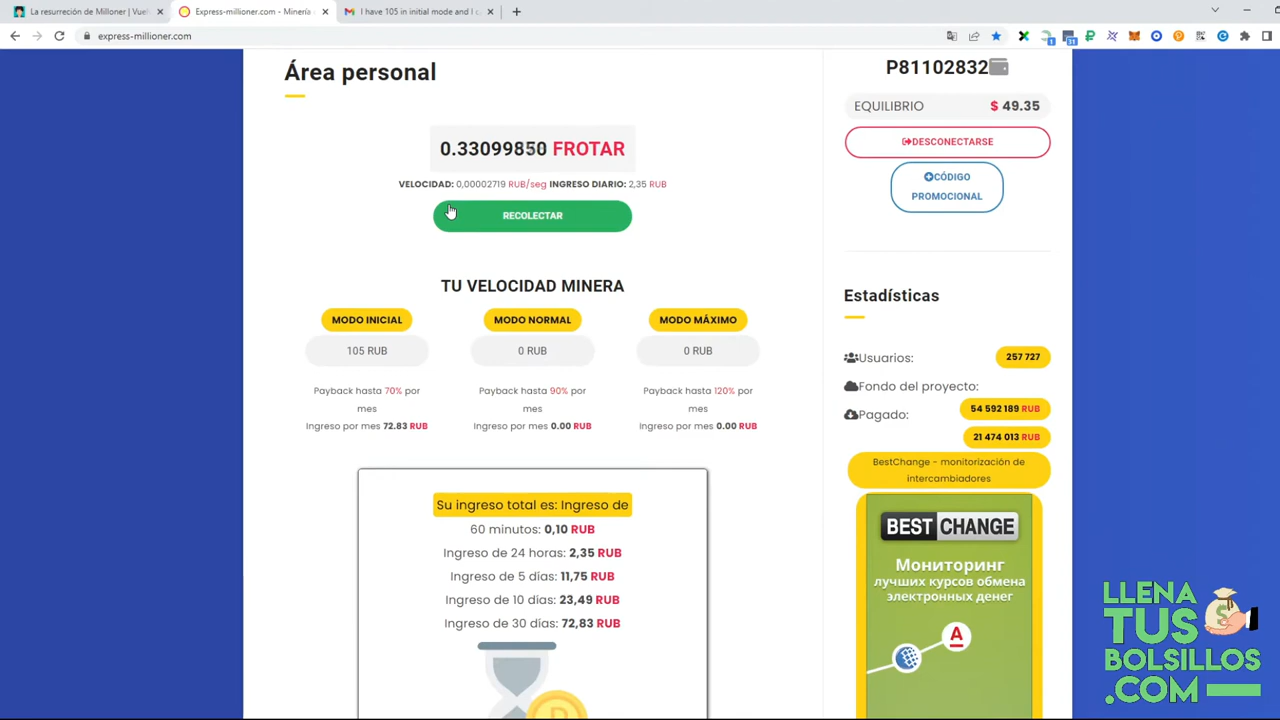 La resurrección de Milloner | Vuel
Express-millioner.com - Minería
I have 105 in initial mode and I c
express-millioner.com
Área personal
0.33099850 FROTAR
VELOCIDAD: 0,00002719 RUB/seg INGRESO DIARIO: 2,35 RUB
RECOLECTAR
TU VELOCIDAD MINERA
MODO INICIAL
MODO NORMAL
MODO MÁXIMO
105 RUB
0 RUB
0 RUB
Payback hasta 70% por
mes
Ingreso por mes 72.83 RUB
Payback hasta 90% por
mes
Ingreso por mes 0.00 RUB
Payback hasta 120% por
mes
Ingreso por mes 0.00 RUB
Su ingreso total es: Ingreso de
60 minutos: 0,10 RUB
Ingreso de 24 horas: 2,35 RUB
Ingreso de 5 días: 11,75 RUB
Ingreso de 10 días: 23,49 RUB
Ingreso de 30 días: 72,83 RUB
P81102832
EQUILIBRIO $ 49.35
DESCONECTARSE
CÓDIGO
PROMOCIONAL
Estadísticas
Usuarios: 257 727
Fondo del proyecto:
54 592 189 RUB
Pagado:
21 474 013 RUB
BestChange - monitorización de
intercambiadores
BEST CHANGE
Мониторинг
лучших курсов обмена
электронных денег
LLENA
TUS
BOLSILLOS
.COM